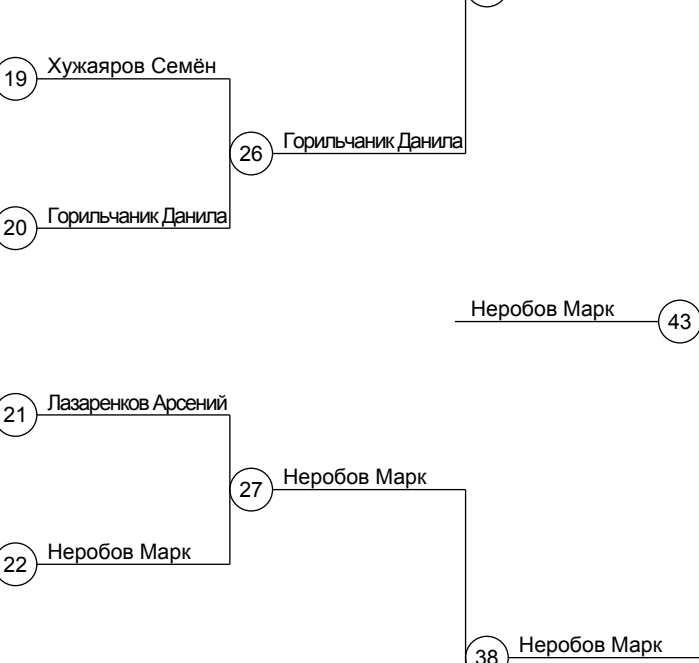 19 Хужаяров Семён
26 Горильчаник Данила
20 Горильчаник Данила
Неробов Марк 43
21 Лазаренков Арсений
27 Неробов Марк
22 Неробов Марк
38 Неробов Марк